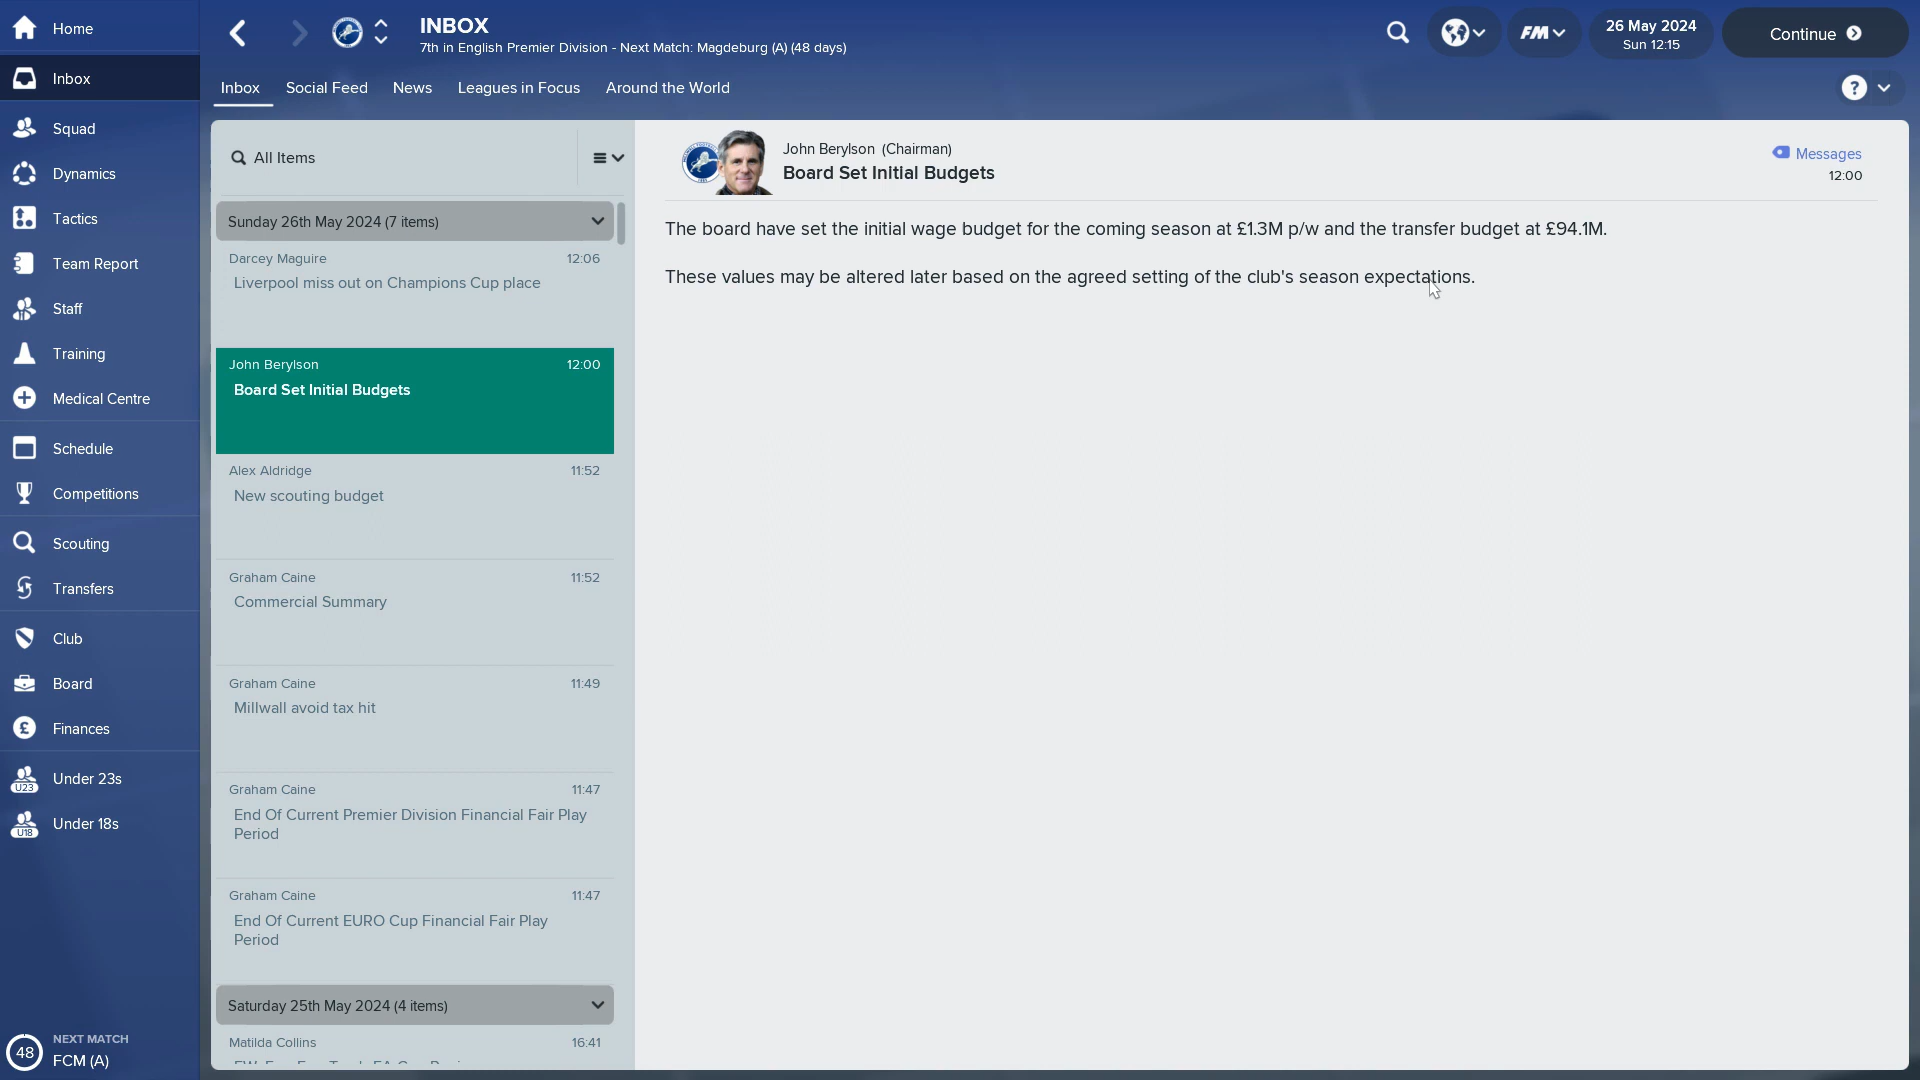 Home
Inbox
Squad
Dynamics
Tactics
Team Report
Staff
Training
Medical Centre
Schedule
Competitions
Scouting
Transfers
Club
Board
Finances
U23
Under 23s
U18
Under 18s
48
NEXT MATCH
FCM (A)
INBOX
7th in English Premier Division - Next Match: Magdeburg (A) (48 days)
FM
26 May 2024
Sun 12:15
Continue
Inbox
Social Feed
News
Leagues in Focus
Around the World
?
All Items
Sunday 26th May 2024 (7 items)
Darcey Maguire 12:06
Liverpool miss out on Champions Cup place
John Berylson 12:00
Board Set Initial Budgets
Alex Aldridge 11:52
New scouting budget
Graham Caine 11:52
Commercial Summary
Graham Caine 11:49
Millwall avoid tax hit
Graham Caine 11:47
End Of Current Premier Division Financial Fair Play
Period
Graham Caine 11:47
End Of Current EURO Cup Financial Fair Play
Period
Saturday 25th May 2024 (4 items)
Matilda Collins 16:41
John Berylson (Chairman)
Board Set Initial Budgets
Messages
12:00
The board have set the initial wage budget for the coming season at £1.3M p/w and the transfer budget at £94.1M.
These values may be altered later based on the agreed setting of the club's season expectations.